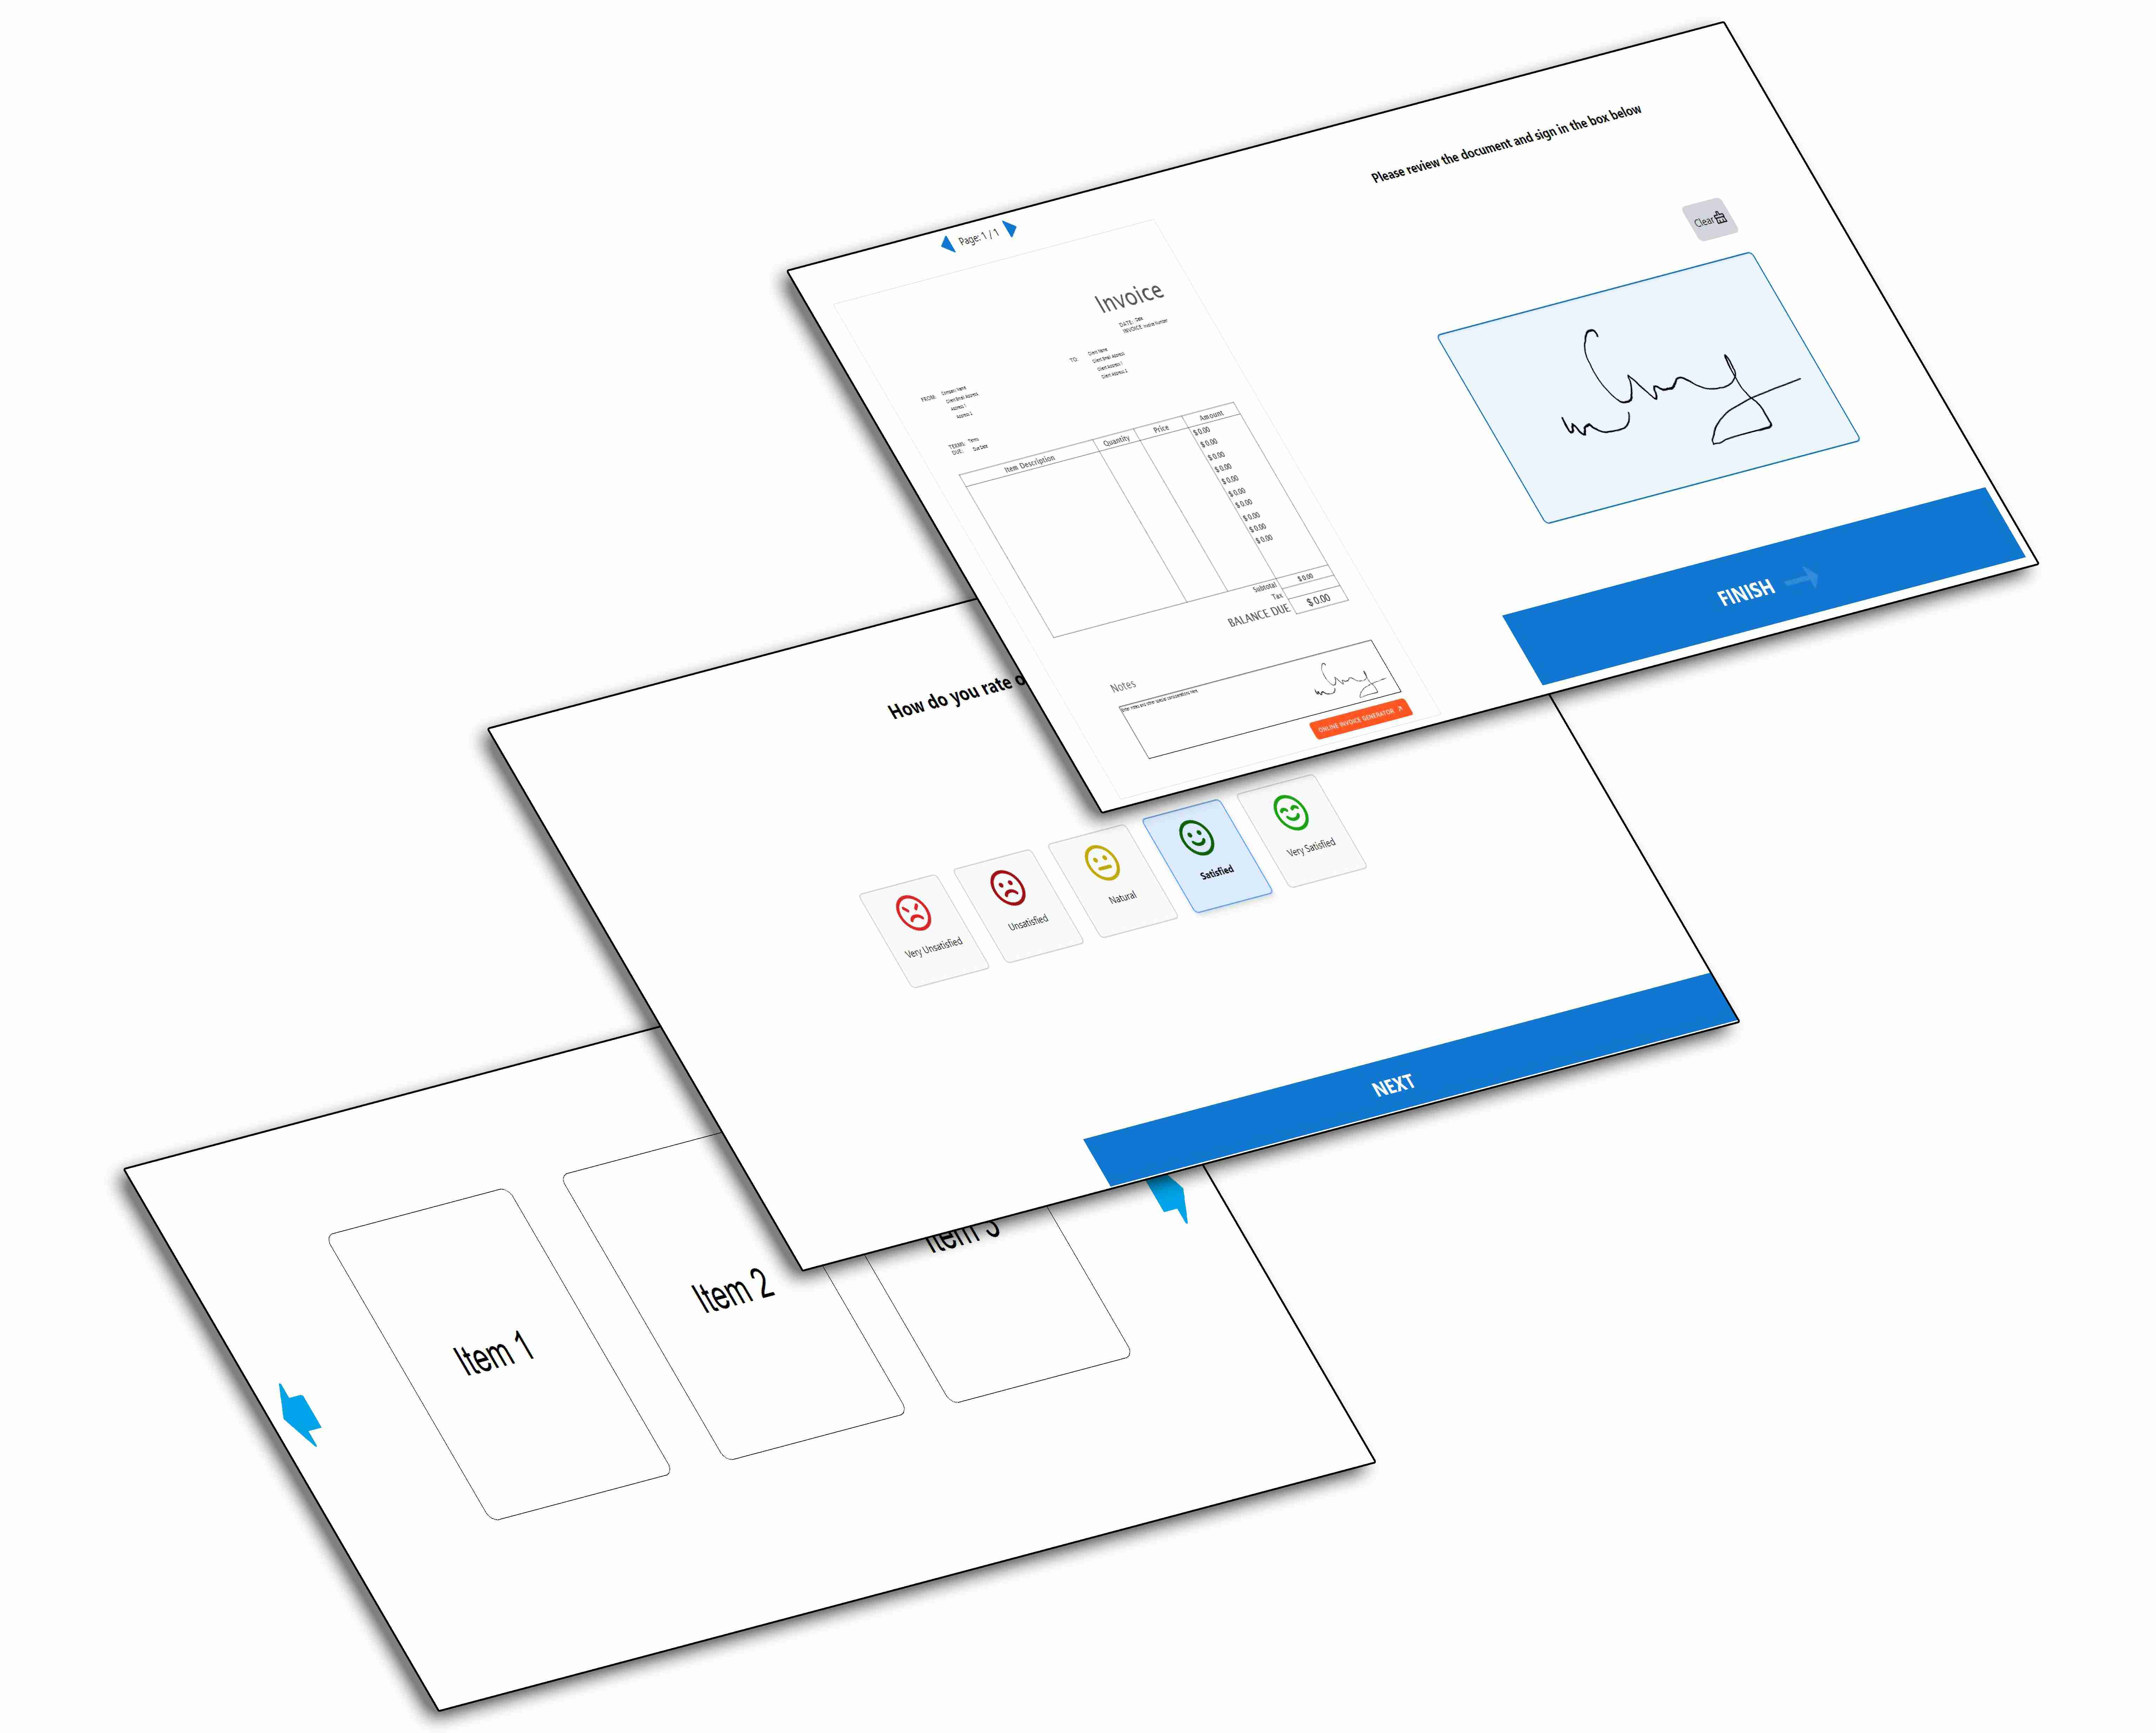 Please review the document and sign in the box below
Clear
Page: 1 / 1
Invoice
DATE: Date
INVOICE: Invoice Number
TO: Client Name
Client Email Address
Client Address 1
Client Address 2
FROM: Company Name
Client Email Address
Address 1
Address 2
TERMS: Terms
DUE: Due Date
Item Description Quantity Price Amount
$ 0.00
$ 0.00
$ 0.00
$ 0.00
$ 0.00
$ 0.00
$ 0.00
$ 0.00
$ 0.00
$ 0.00
Subtotal $ 0.00
Tax
BALANCE DUE $ 0.00
Notes
ONLINE INVOICE GENERATOR
FINISH
How do you rate
Very Unsatisfied
Unsatisfied
Natural
Satisfied
Very Satisfied
NEXT
Item 1
Item 2
Item 3